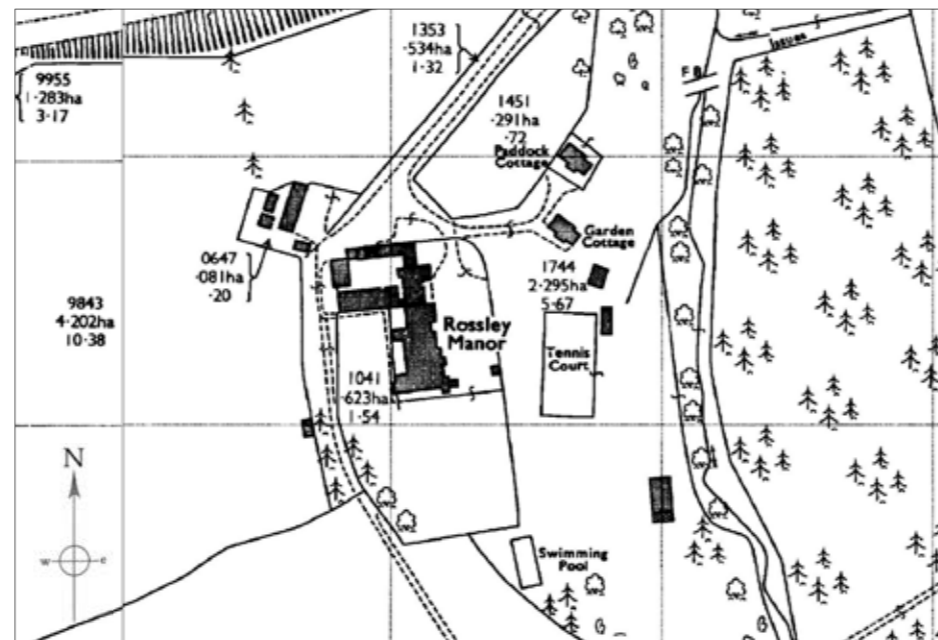 1353
·534ha
1·32
9955
1·283ha
3·17
1451
·291ha
·72
Paddock
Cottage
F B
Issues
Garden
Cottage
0647
·081ha
·20
1744
2·295ha
5·67
9843
4·202ha
10·38
Rossley
Manor
Tennis
Court
1041
·623ha
1·54
N
w
e
Swimming
Pool